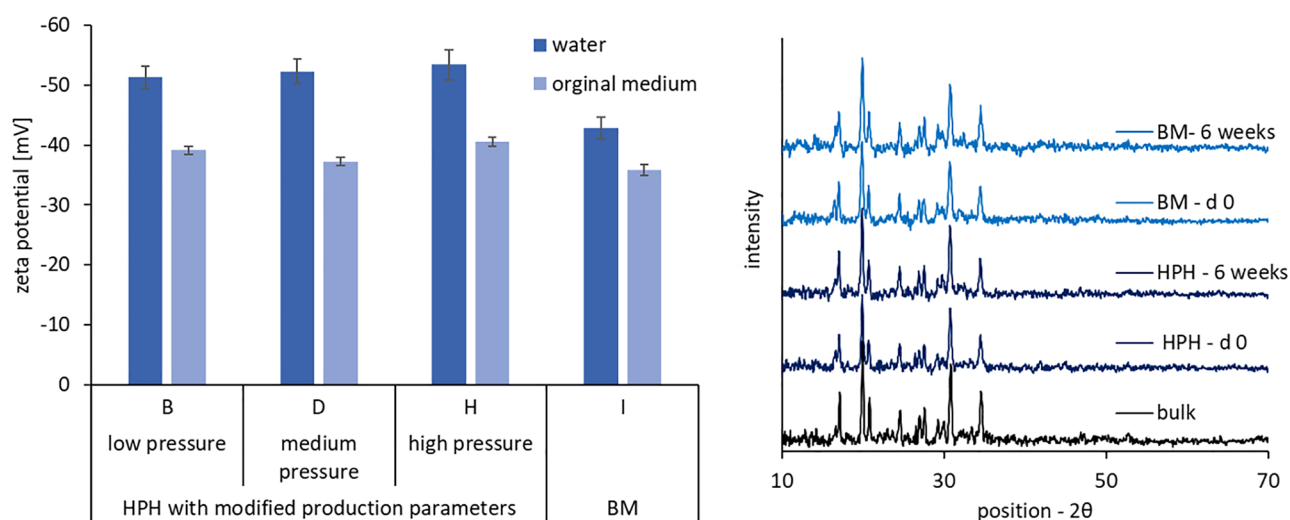 -60
-50
-40
-30
-20
-10
0
zeta potential [mV]
water
orginal medium
B
D
H
I
low pressure
medium
pressure
high pressure
HPH with modified production parameters
BM
intensity
BM- 6 weeks
BM - d 0
HPH - 6 weeks
HPH - d 0
bulk
10
30
50
70
position - 2θ